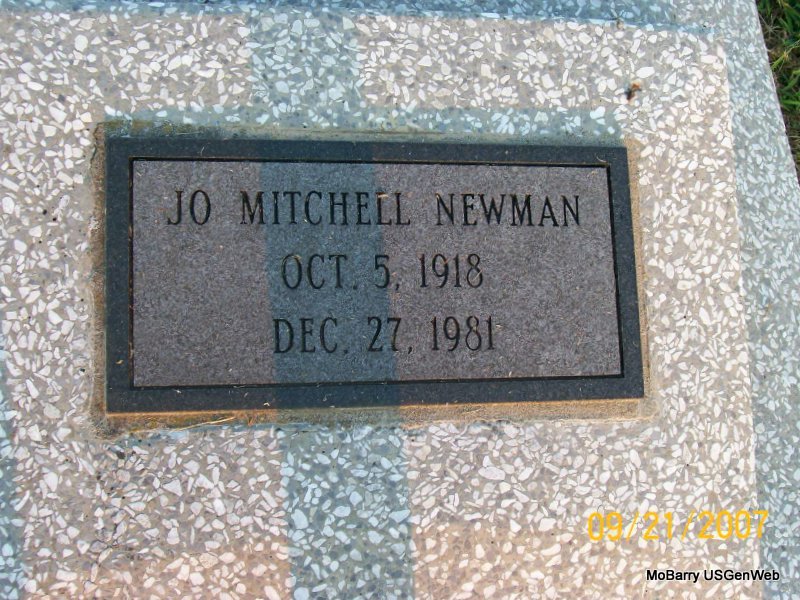 JO MITCHELL NEWMAN
OCT. 5, 1918
DEC. 27, 1981
09/21/2007
MoBarry USGenWeb